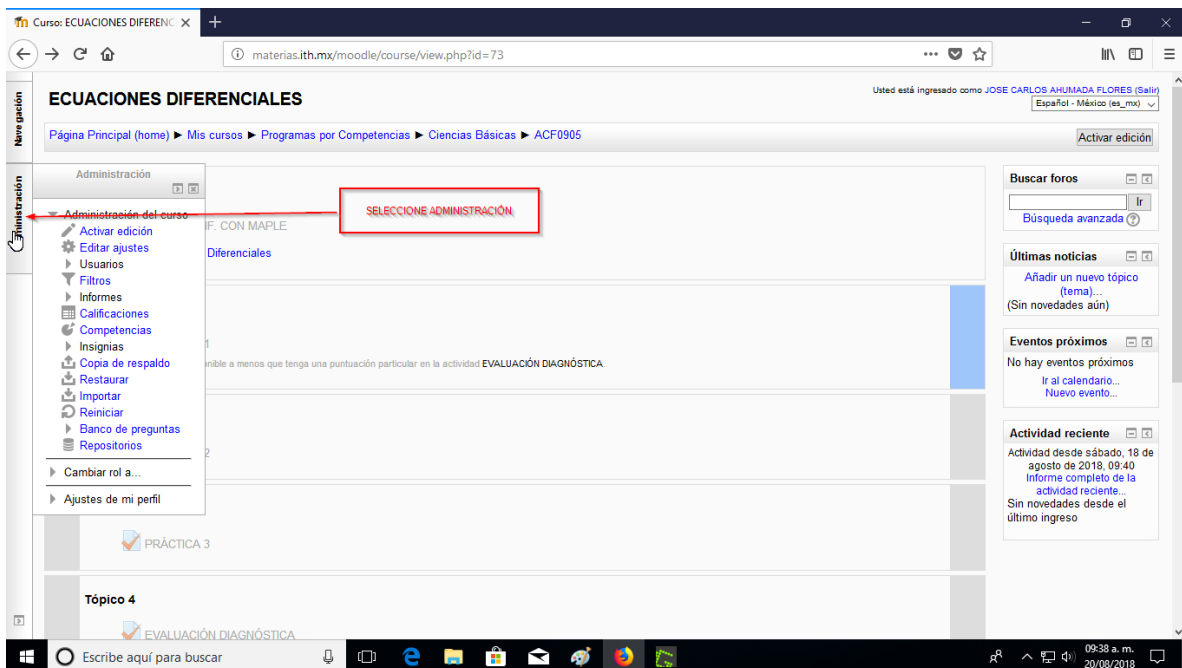 Curso: ECUACIONES DIFERENC
materias.ith.mx/moodle/course/view.php?id=73
Navegación
ECUACIONES DIFERENCIALES
Usted está ingresado como JOSE CARLOS AHUMADA FLORES (Salir)
Español - México (es_mx)
Página Principal (home) ► Mis cursos ► Programas por Competencias ► Ciencias Básicas ► ACF0905
Activar edición
Administración
Administración del curso
Activar edición
Editar ajustes
Usuarios
Filtros
Informes
Calificaciones
Competencias
Insignias
Copia de respaldo
Restaurar
Importar
Reiniciar
Banco de preguntas
Repositorios
Cambiar rol a...
Ajustes de mi perfil
SELECCIONE ADMINISTRACIÓN
IF. CON MAPLE
Diferenciales
1
onible a menos que tenga una puntuación particular en la actividad EVALUACIÓN DIAGNÓSTICA.
2
PRÀCTICA 3
Tópico 4
EVALUACIÓN DIAGNÓSTICA
Buscar foros
Ir
Búsqueda avanzada
Últimas noticias
Añadir un nuevo tópico
(tema)...
(Sin novedades aún)
Eventos próximos
No hay eventos próximos
Ir al calendario...
Nuevo evento...
Actividad reciente
Actividad desde sábado, 18 de
agosto de 2018, 09:40
Informe completo de la
actividad reciente...
Sin novedades desde el
último ingreso
Escribe aquí para buscar
09:38 a. m.
20/08/2018